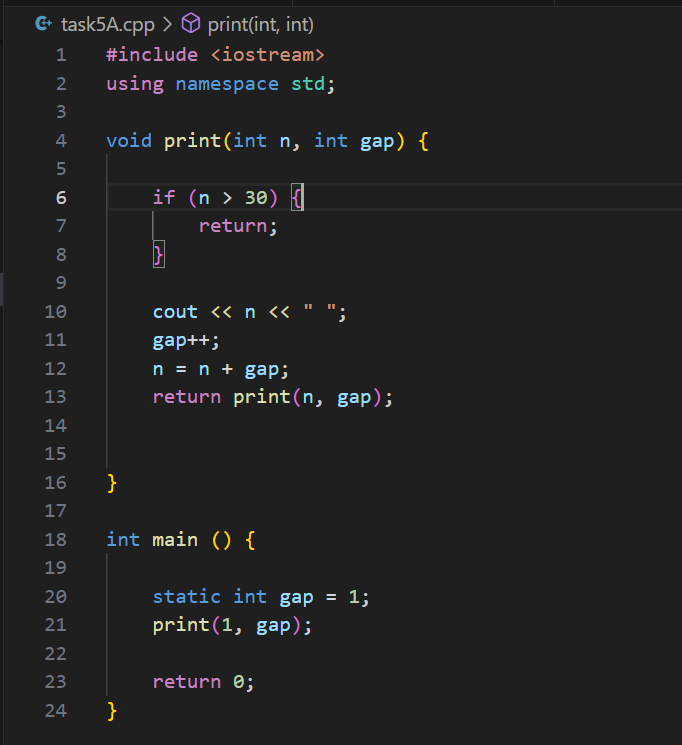 task5A.cpp > print(int, int)
1 #include <iostream>
2 using namespace std;
3
4 void print(int n, int gap) {
5
6     if (n > 30) {
7         return;
8     }
9
10     cout << n << " ";
11     gap++;
12     n = n + gap;
13     return print(n, gap);
14
15
16 }
17
18 int main () {
19
20     static int gap = 1;
21     print(1, gap);
22
23     return 0;
24 }